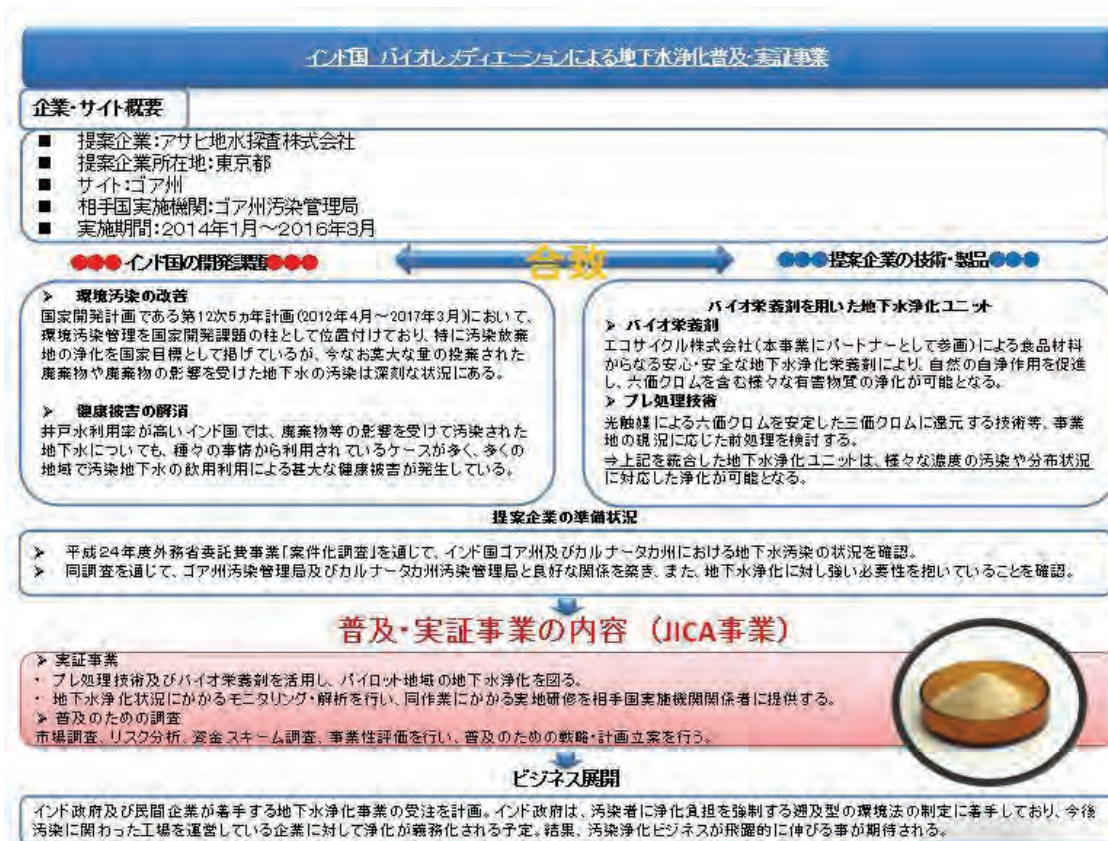 インド国 バイオレメディエーションによる地下水浄化普及・実証事業
企業・サイト概要
■ 提案企業:アサヒ地水探査株式会社
■ 提案企業所在地:東京都
■ サイト:ゴア州
■ 相手国実施機関:ゴア州汚染管理局
■ 実施期間:2014年1月～2016年3月
●●●インド国の開発課題●●●
合致
●●●提案企業の技術・製品●●●
➢ 環境汚染の改善
国家開発計画である第12次5ヵ年計画(2012年4月～2017年3月)において、
環境汚染管理を国家開発課題の柱として位置付けており、特に汚染放棄
地の浄化を国家目標として掲げているが、今なお莫大な量の投棄された
廃棄物や廃棄物の影響を受けた地下水の汚染は深刻な状況にある。
➢ 健康被害の解消
井戸水利用率が高いインド国では、廃棄物等の影響を受けて汚染された
地下水についても、種々の事情から利用されているケースが多く、多くの
地域で汚染地下水の飲用利用による甚大な健康被害が発生している。
バイオ栄養剤を用いた地下水浄化ユニット
➢ バイオ栄養剤
エコサイクル株式会社(本事業にパートナーとして参画)による食品材料
からなる安心・安全な地下水浄化栄養剤により、自然の自浄作用を促進
し、六価クロムを含む様々な有害物質の浄化が可能となる。
➢ プレ処理技術
光触媒による六価クロムを安定した三価クロムに還元する技術等、事業
地の現況に応じた前処理を検討する。
⇒上記を統合した地下水浄化ユニットは、様々な濃度の汚染や分布状況
に対応した浄化が可能となる。
提案企業の準備状況
➢ 平成24年度外務省委託費事業「案件化調査」を通じて、インド国ゴア州及びカルナータカ州における地下水汚染の状況を確認。
➢ 同調査を通じて、ゴア州汚染管理局及びカルナータカ州汚染管理局と良好な関係を築き、また、地下水浄化に対し強い必要性を抱いていることを確認。
普及・実証事業の内容 (JICA事業)
➢ 実証事業
・ プレ処理技術及びバイオ栄養剤を活用し、パイロット地域の地下水浄化を図る。
・ 地下水浄化状況にかかるモニタリング・解析を行い、同作業にかかる実地研修を相手国実施機関関係者に提供する。
➢ 普及のための調査
市場調査、リスク分析、資金スキーム調査、事業性評価を行い、普及のための戦略・計画立案を行う。
ビジネス展開
インド政府及び民間企業が着手する地下水浄化事業の受注を計画。インド政府は、汚染者に浄化負担を強制する遡及型の環境法の制定に着手しており、今後
汚染に関わった工場を運営している企業に対して浄化が義務化される予定。結果、汚染浄化ビジネスが飛躍的に伸びる事が期待される。